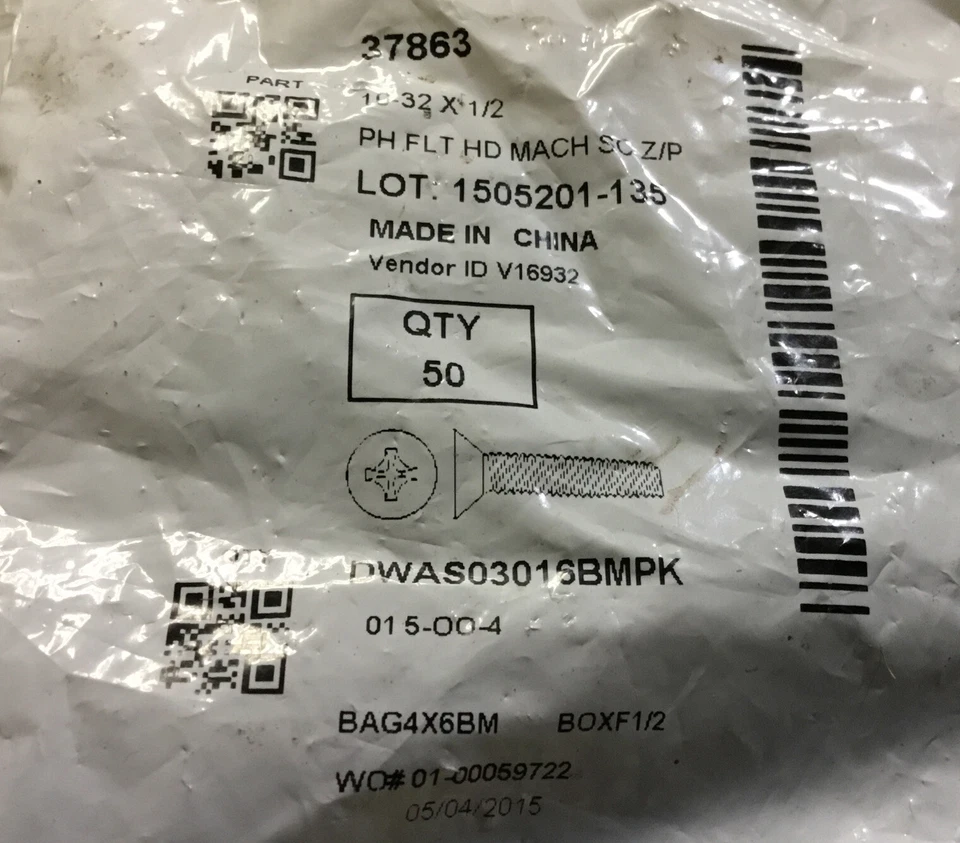 37863
PART
10-32 X 1/2
PH FLT HD MACH SC Z/P
LOT: 1505201-135
MADE IN CHINA
Vendor ID V16932
QTY
50
QTY
DWAS03016BMPK
015-OO-4
BAG4X6BM BOXF1/2
WO# 01-00059722
05/04/2015